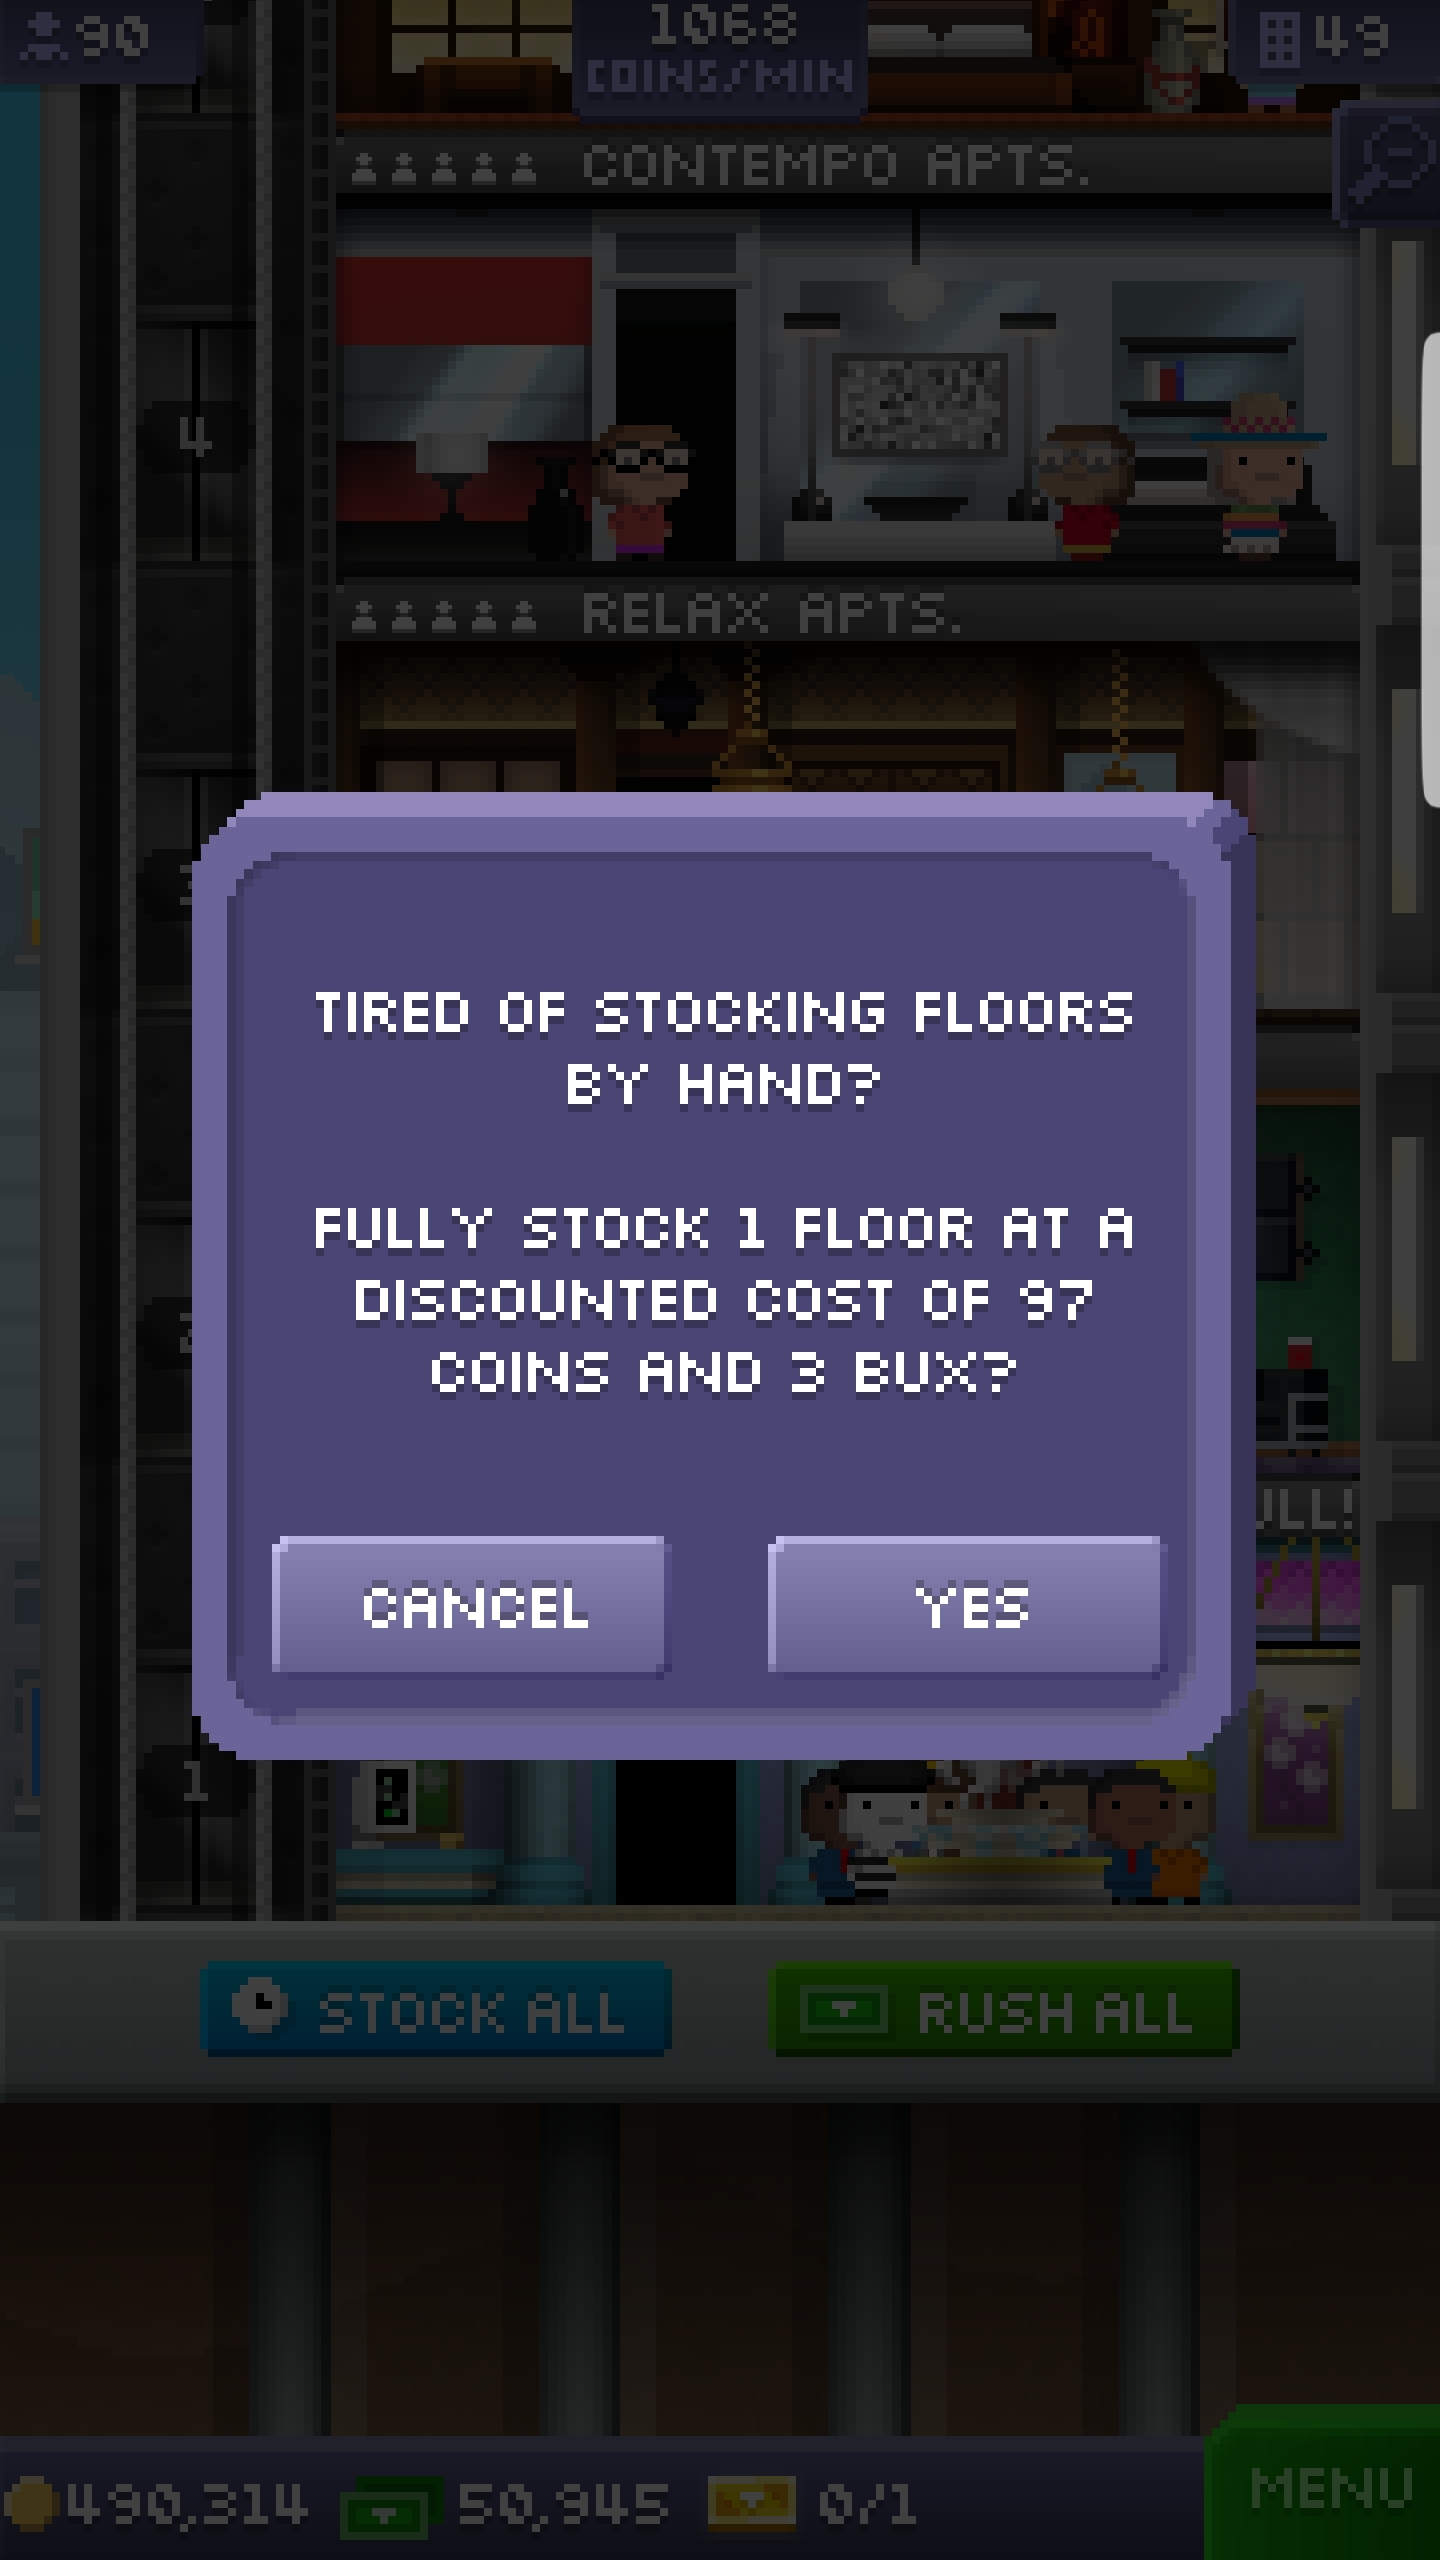 90
1068
COINS/MIN
49
CONTEMPO APTS.
4
RELAX APTS.
TIRED OF STOCKING FLOORS
BY HAND?
FULLY STOCK 1 FLOOR AT A
DISCOUNTED COST OF 97
COINS AND 3 BUX?
ULL!
CANCEL
YES
1
STOCK ALL
RUSH ALL
490,314
50,945
0/1
MENU